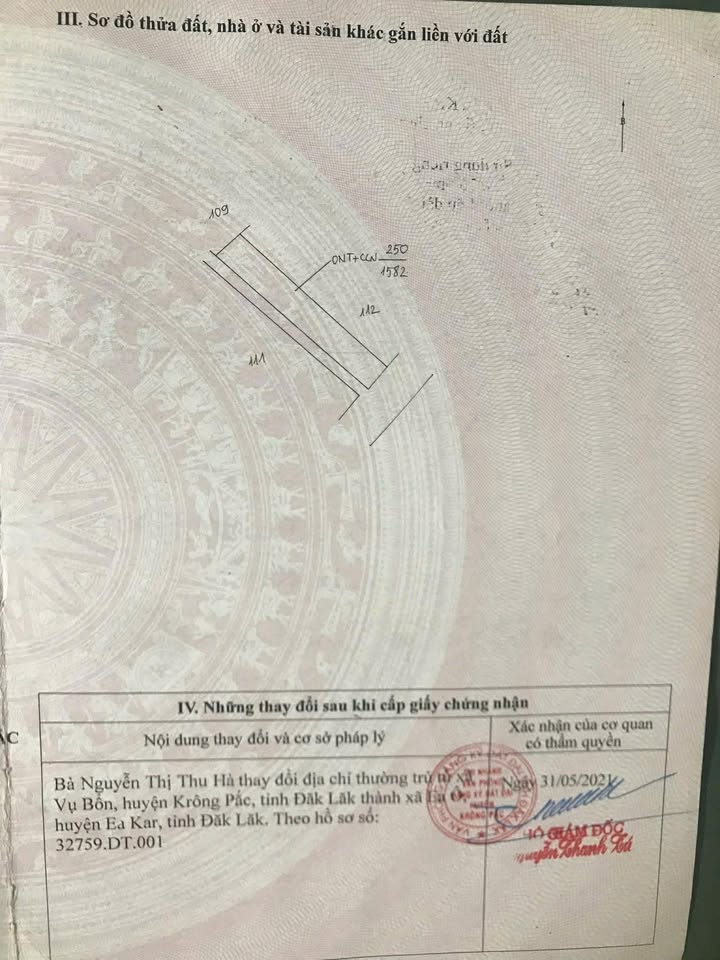 III. Sơ đồ thửa đất, nhà ở và tài sản khác gắn liền với đất
B
109
ONT+CLN 250
1582
112
111
IV. Những thay đổi sau khi cấp giấy chứng nhận
Nội dung thay đổi và cơ sở pháp lý
Xác nhận của cơ quan
có thẩm quyền
Bà Nguyễn Thị Thu Hà thay đổi địa chỉ thường trú từ xã
Vụ Bổn, huyện Krông Pắc, tỉnh Đăk Lăk thành xã Ea
huyện Ea Kar, tỉnh Đăk Lăk. Theo hồ sơ số:
32759.DT.001
Ngày 31/05/2021
GIÁM ĐỐC
Nguyễn Thanh